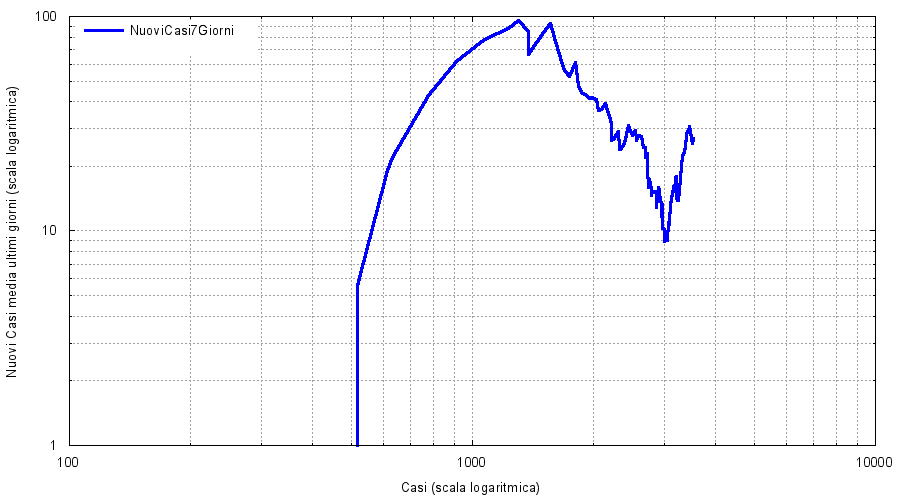 100
NuoviCasi7Giorni
10
1
Nuovi Casi media ultimi giorni (scala logaritmica)
100
1000
10000
Casi (scala logaritmica)